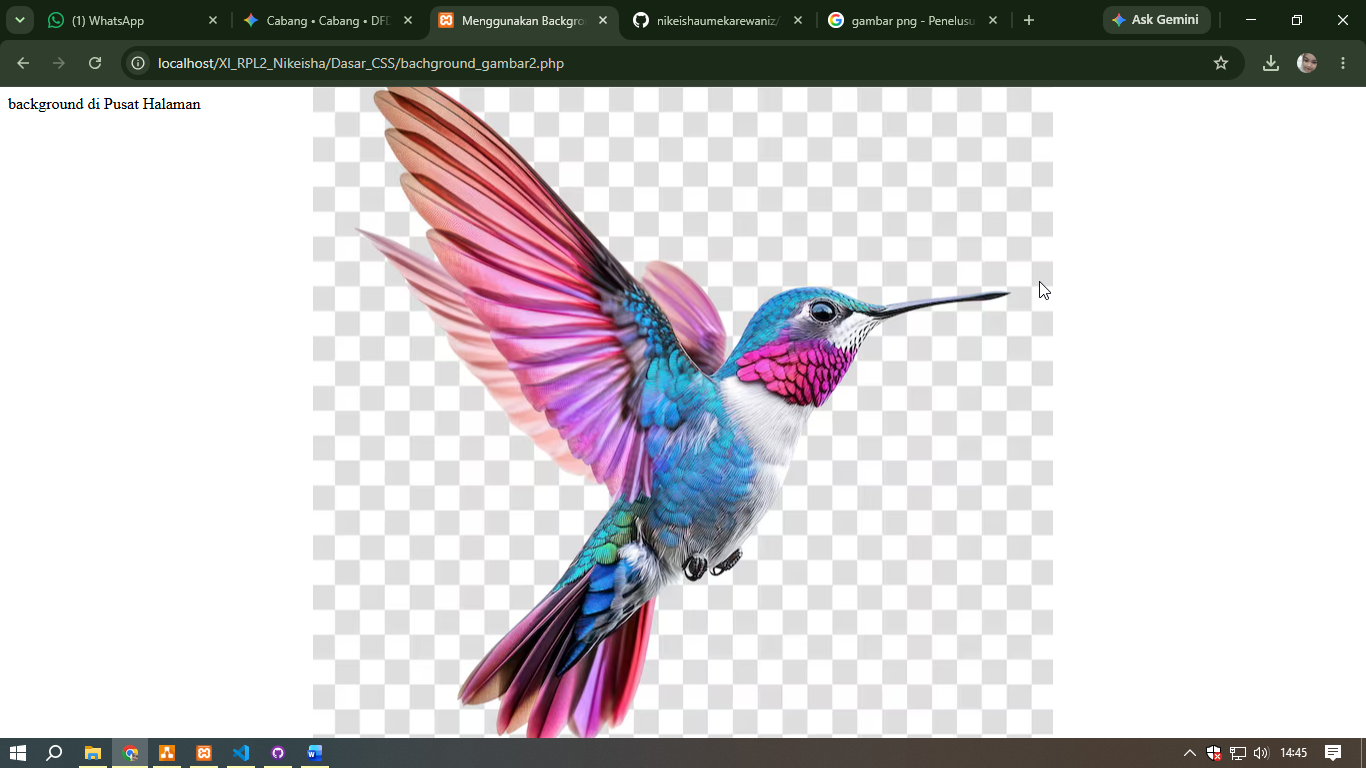 (1) WhatsApp
Cabang • Cabang • DFD
Menggunakan Backgro
nikeishaumekarewaniz/
gambar png - Penelusu
Ask Gemini
localhost/XI_RPL2_Nikeisha/Dasar_CSS/bachground_gambar2.php
background di Pusat Halaman
14:45